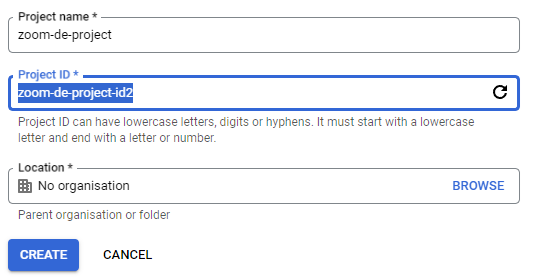 Project name *
zoom-de-project
Project ID *
zoom-de-project-id2
Project ID can have lowercase letters, digits or hyphens. It must start with a lowercase
letter and end with a letter or number.
Location *
No organisation BROWSE
Parent organisation or folder
CREATE CANCEL